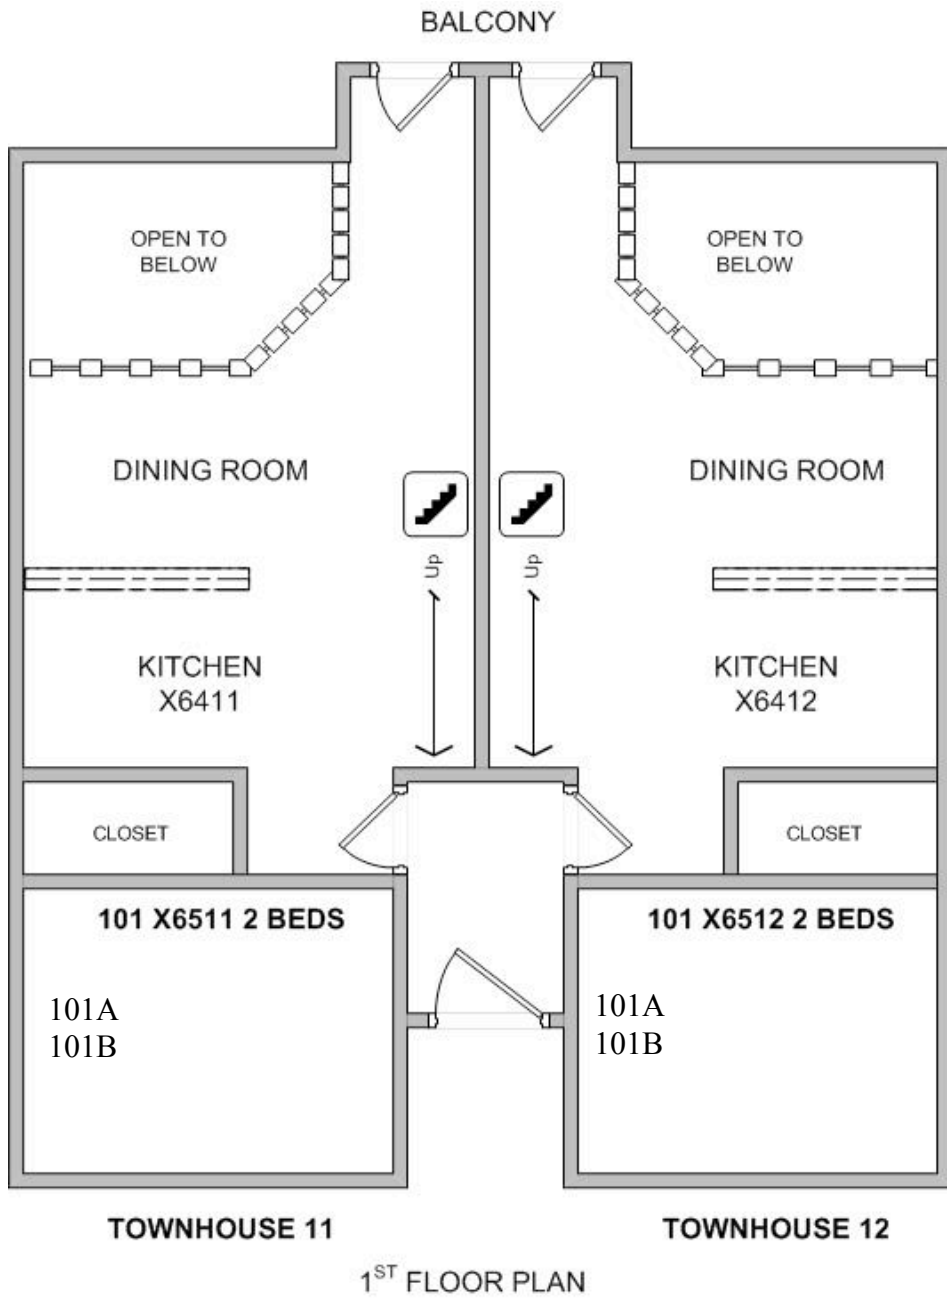 BALCONY
OPEN TO
BELOW
OPEN TO
BELOW
DINING ROOM
DINING ROOM
Up
Up
KITCHEN
X6411
KITCHEN
X6412
CLOSET
CLOSET
101 X6511 2 BEDS
101 X6512 2 BEDS
101A
101B
101A
101B
TOWNHOUSE 11
TOWNHOUSE 12
1ST FLOOR PLAN